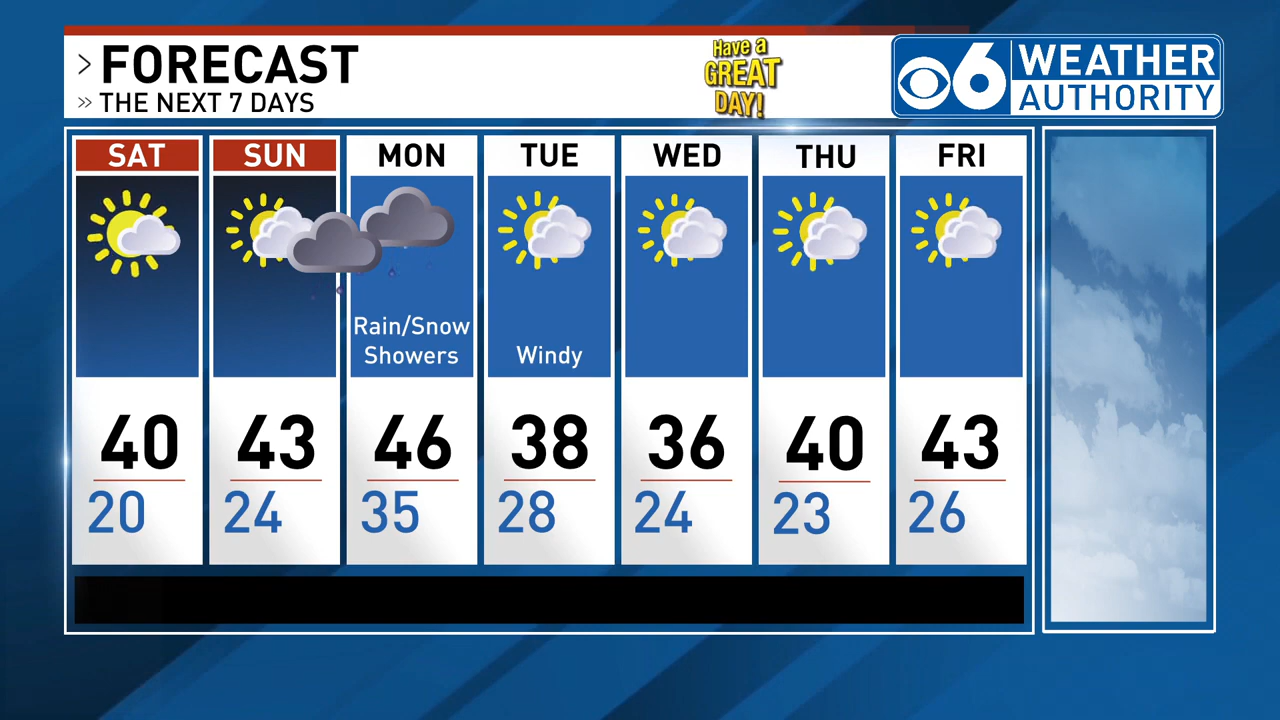 > FORECAST
» THE NEXT 7 DAYS
Have a
GREAT
DAY!
6 WEATHER
AUTHORITY
SAT SUN MON TUE WED THU FRI
Rain/Snow
Showers
Windy
40 43 46 38 36 40 43
20 24 35 28 24 23 26